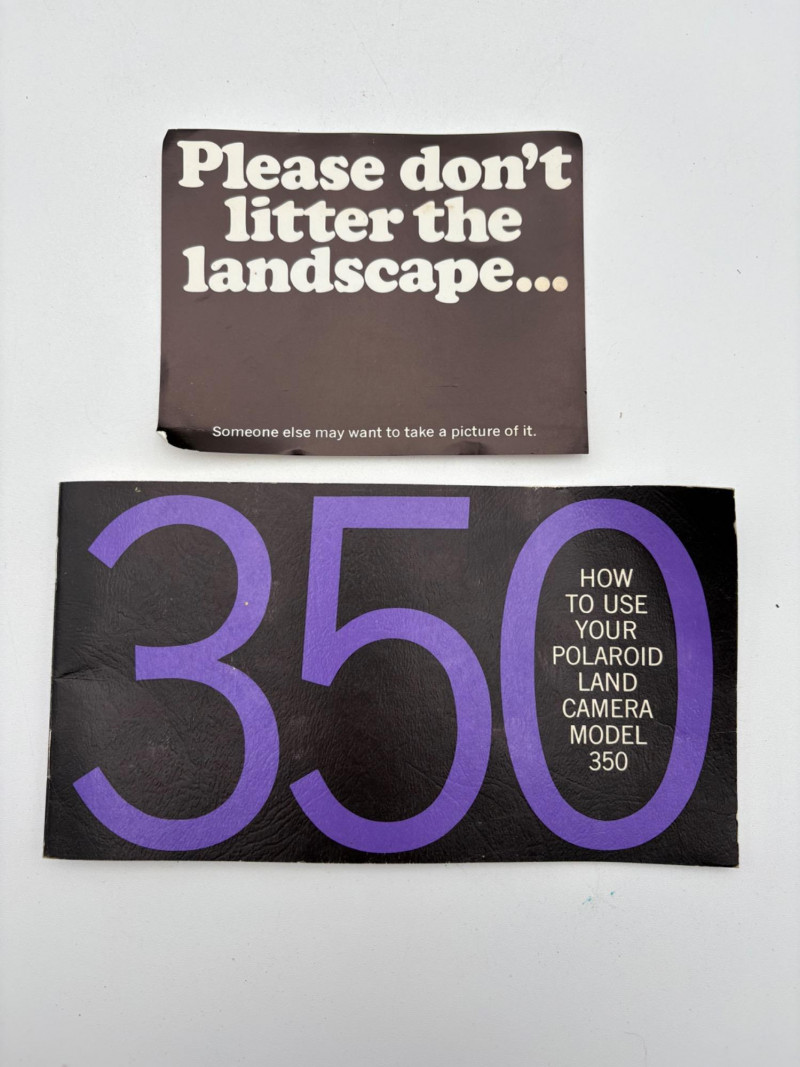 Please don't
litter the
landscape...
Someone else may want to take a picture of it.
350
HOW
TO USE
YOUR
POLAROID
LAND
CAMERA
MODEL
350